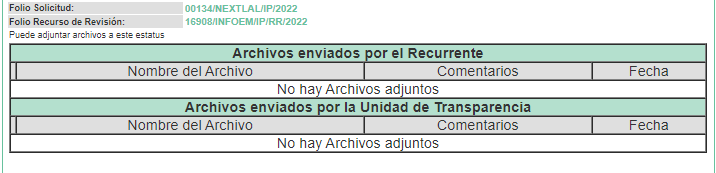 Folio Solicitud: 00134/NEXTLAL/IP/2022
Folio Recurso de Revisión: 16908/INFOEM/IP/RR/2022
Puede adjuntar archivos a este estatus
Archivos enviados por el Recurrente
Nombre del Archivo Comentarios Fecha
No hay Archivos adjuntos
Archivos enviados por la Unidad de Transparencia
Nombre del Archivo Comentarios Fecha
No hay Archivos adjuntos